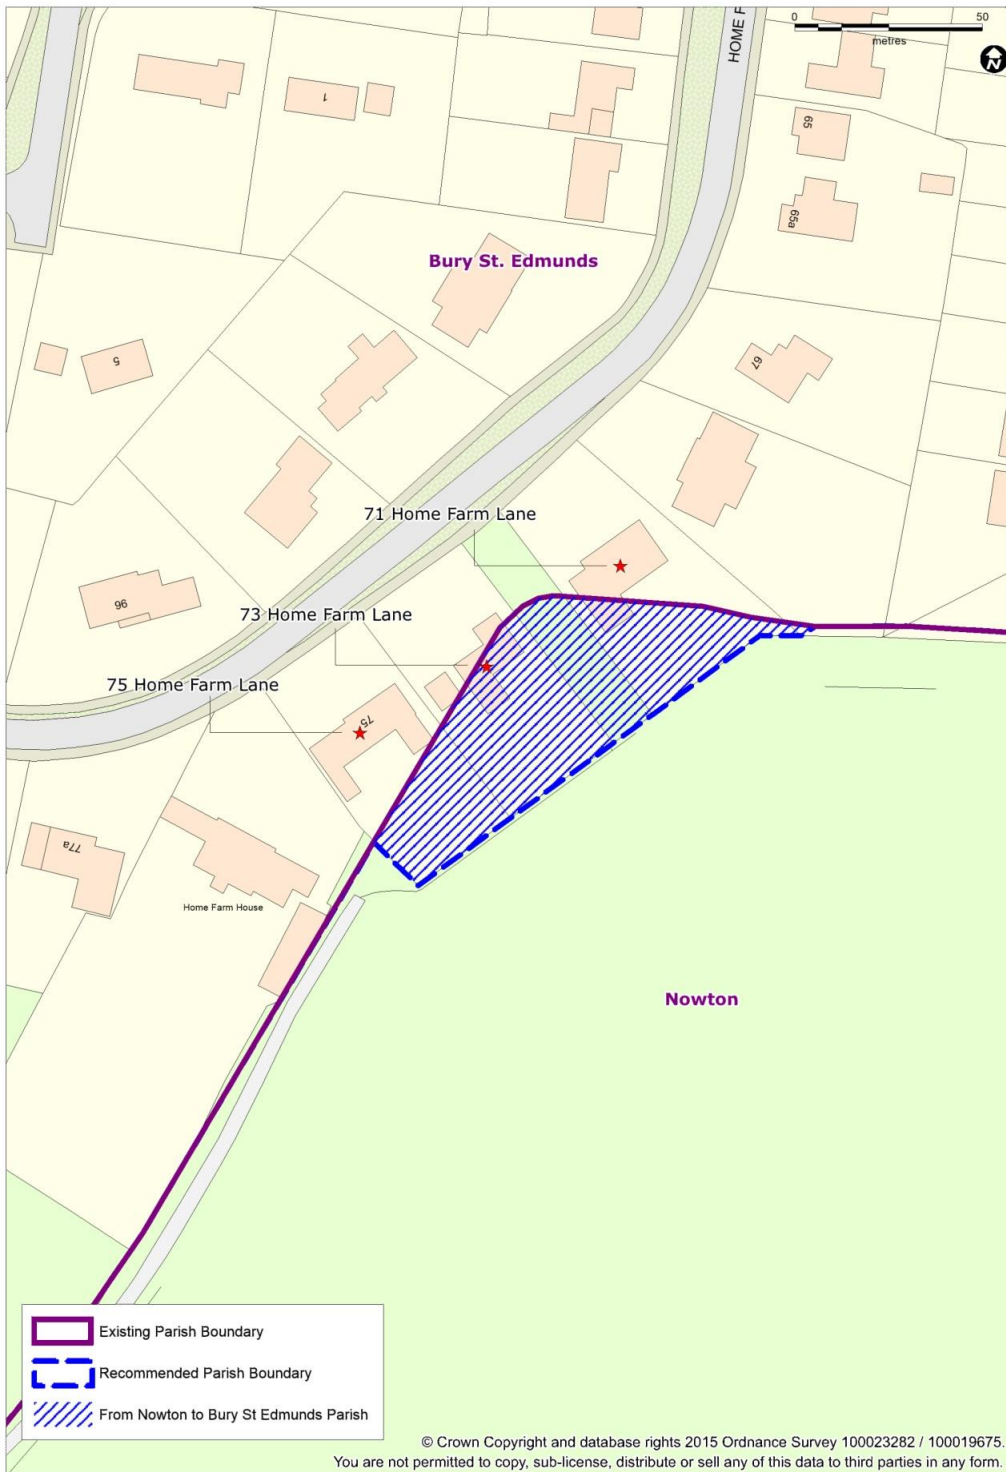 0 50
metres
N
HOME F
1
65
65a
Bury St. Edmunds
5
67
71 Home Farm Lane
96
73 Home Farm Lane
75 Home Farm Lane
75
77a
Home Farm House
Nowton
Existing Parish Boundary
Recommended Parish Boundary
From Nowton to Bury St Edmunds Parish
© Crown Copyright and database rights 2015 Ordnance Survey 100023282 / 100019675.
You are not permitted to copy, sub-license, distribute or sell any of this data to third parties in any form.